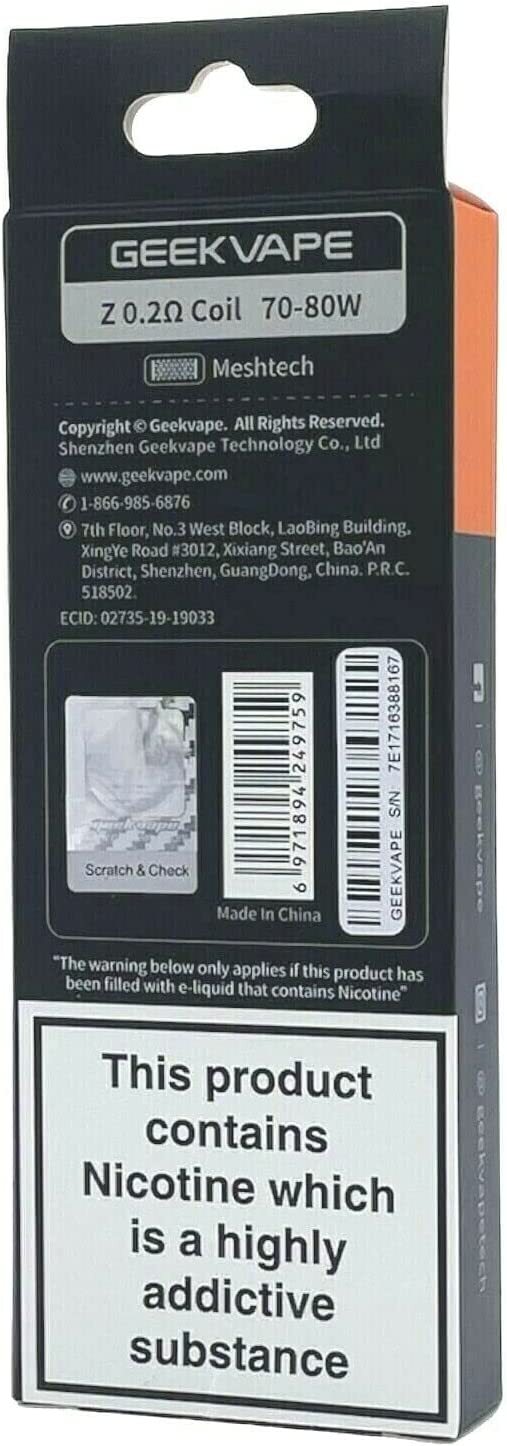 GEEKVAPE
Z 0.2Ω Coil 70-80W
Meshtech
Copyright © Geekvape. All Rights Reserved.
Shenzhen Geekvape Technology Co., Ltd
www.geekvape.com
1-866-985-6876
7th Floor, No.3 West Block, LaoBing Building,
XingYe Road #3012, Xixiang Street, Bao'An
District, Shenzhen, GuangDong, China. P.R.C.
518502.
ECID: 02735-19-19033
geekvape
Scratch & Check
6 971894 249759
Made In China
GEEKVAPE S/N 7E1716388167
"The warning below only applies if this product has
been filled with e-liquid that contains Nicotine"
This product
contains
Nicotine which
is a highly
addictive
substance
| @ geekvape
| @ geekvapetech